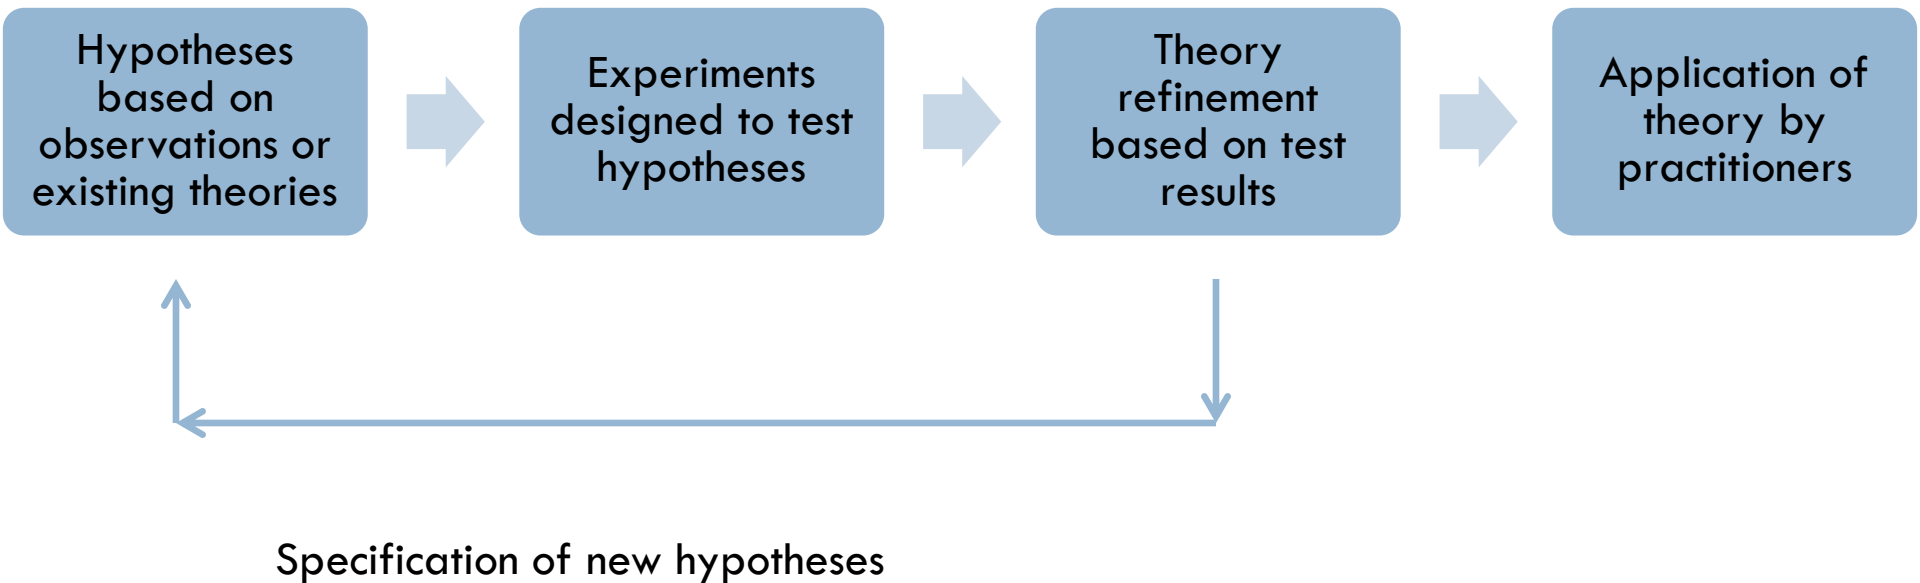 Hypotheses
based on
observations or
existing theories
Experiments
designed to test
hypotheses
Theory
refinement
based on test
results
Application of
theory by
practitioners
Specification of new hypotheses